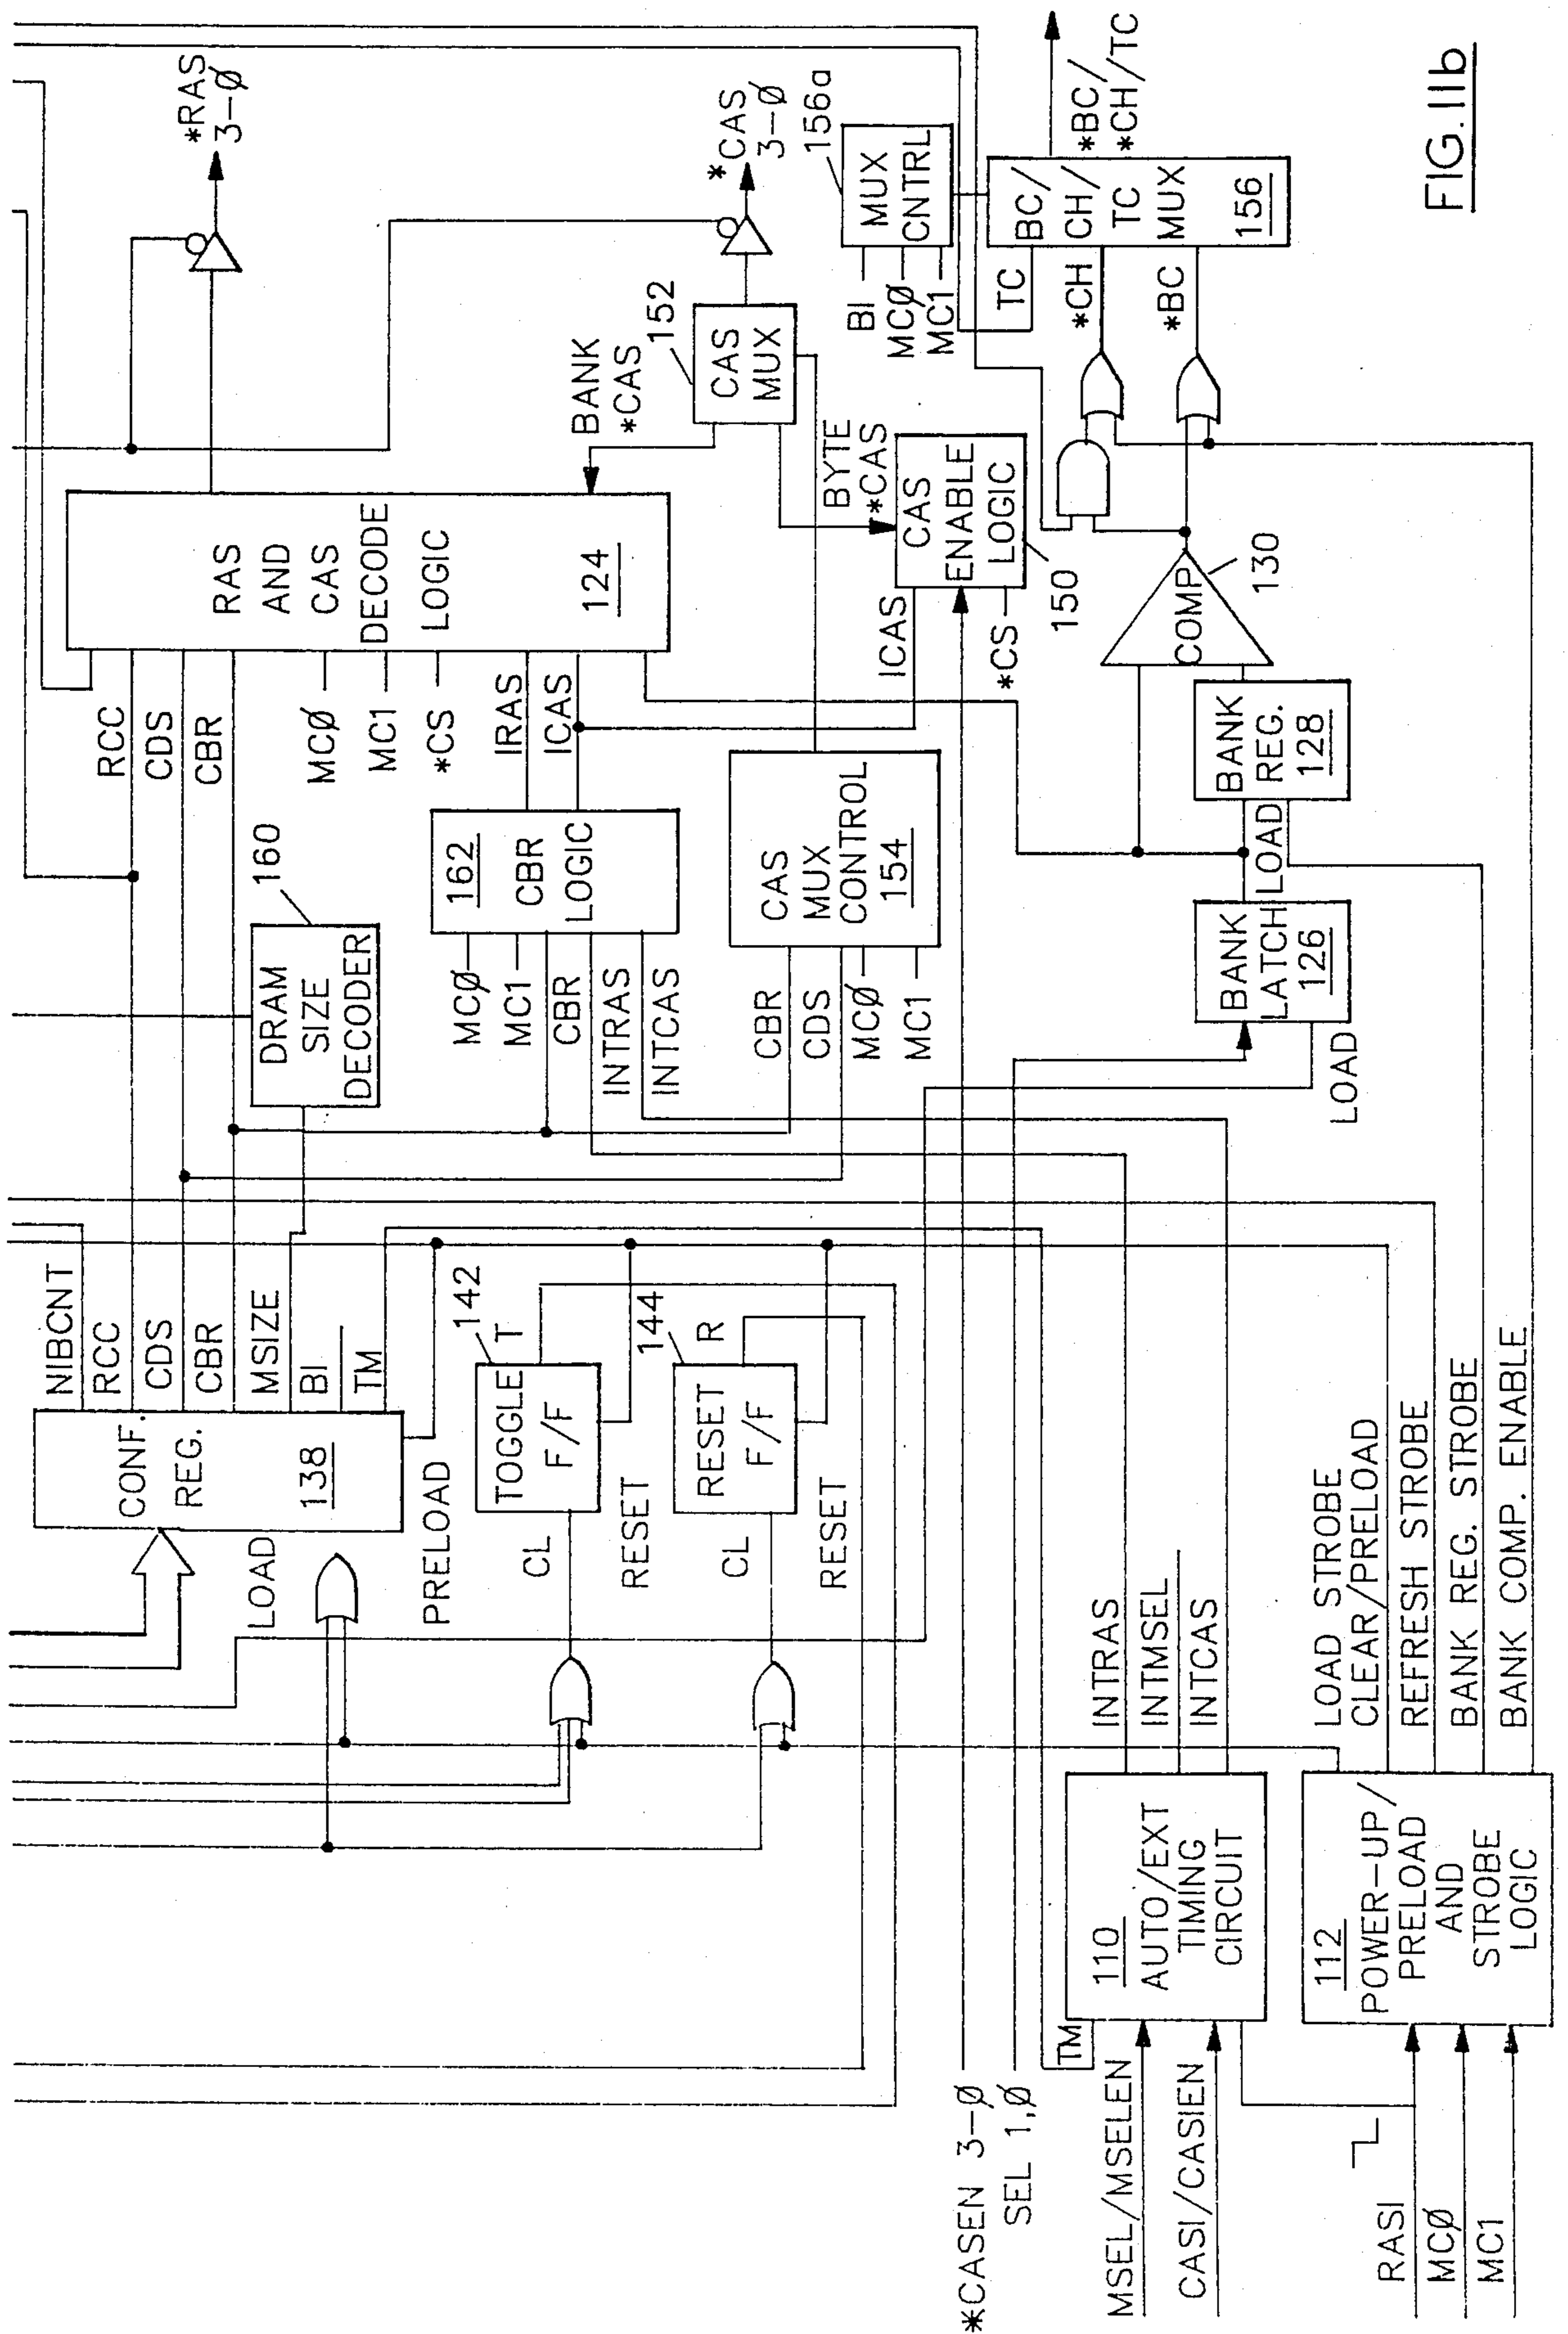 *RAS
3-Ø
*CAS
3-Ø
156a
MUX
CNTRL
BI
MCØ
MC1
BC/
CH/
TC
MUX
156
*BC/
*CH/TC
TC
*CH
*BC
FIG. 11b
RAS
AND
CAS
DECODE
LOGIC
124
BANK
*CAS
152
CAS
MUX
BYTE
*CAS
CAS
ENABLE
LOGIC
150
ICAS
*CS
COMP
130
RCC
CDS
CBR
MCØ
MC1
*CS
IRAS
ICAS
160
DRAM
SIZE
DECODER
162
CBR
LOGIC
MCØ
MC1
CBR
INTRAS
INTCAS
CAS
MUX
CONTROL
154
CBR
CDS
MCØ
MC1
BANK
REG.
128
LOAD
BANK
LATCH
126
LOAD
NIBCNT
RCC
CDS
CBR
MSIZE
BI
TM
CONF.
REG.
138
LOAD
PRELOAD
142
T
TOGGLE
F/F
CL
RESET
144
R
RESET
F/F
CL
RESET
INTRAS
INTMSEL
INTCAS
LOAD STROBE
CLEAR/PRELOAD
REFRESH STROBE
BANK REG. STROBE
BANK COMP. ENABLE
110
AUTO/EXT
TIMING
CIRCUIT
TM
112
POWER-UP/
PRELOAD
AND
STROBE
LOGIC
*CASEN 3-Ø
SEL 1,Ø
MSEL/MSELEN
CASI/CASIEN
RASI
MCØ
MC1